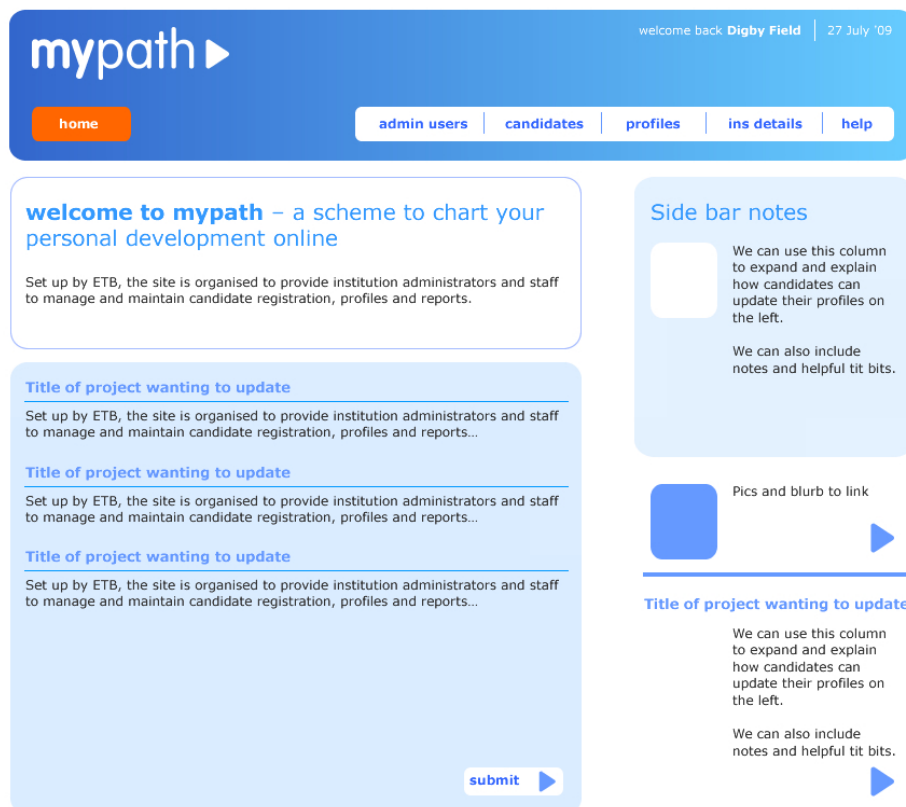 mypath
welcome back Digby Field
27 July '09
home
admin users
candidates
profiles
ins details
help
welcome to mypath – a scheme to chart your
personal development online
Set up by ETB, the site is organised to provide institution administrators and staff
to manage and maintain candidate registration, profiles and reports.
Title of project wanting to update
Set up by ETB, the site is organised to provide institution administrators and staff
to manage and maintain candidate registration, profiles and reports…
Title of project wanting to update
Set up by ETB, the site is organised to provide institution administrators and staff
to manage and maintain candidate registration, profiles and reports…
Title of project wanting to update
Set up by ETB, the site is organised to provide institution administrators and staff
to manage and maintain candidate registration, profiles and reports…
submit
Side bar notes
We can use this column
to expand and explain
how candidates can
update their profiles on
the left.
We can also include
notes and helpful tit bits.
Pics and blurb to link
Title of project wanting to update
We can use this column
to expand and explain
how candidates can
update their profiles on
the left.
We can also include
notes and helpful tit bits.